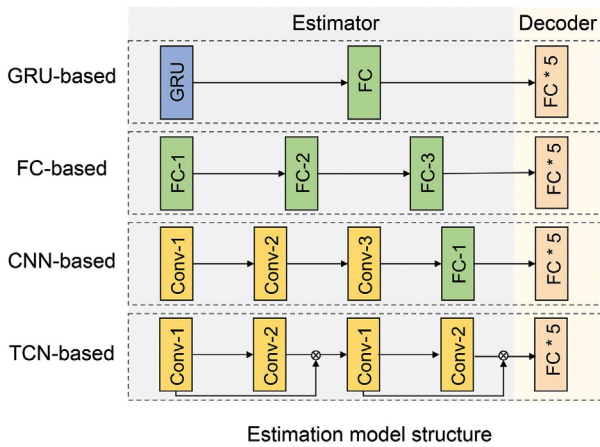 Estimator Decoder
GRU-based GRU FC FC * 5
FC-based FC-1 FC-2 FC-3 FC * 5
CNN-based Conv-1 Conv-2 Conv-3 FC-1 FC * 5
TCN-based Conv-1 Conv-2 Conv-1 Conv-2 FC * 5
Estimation model structure